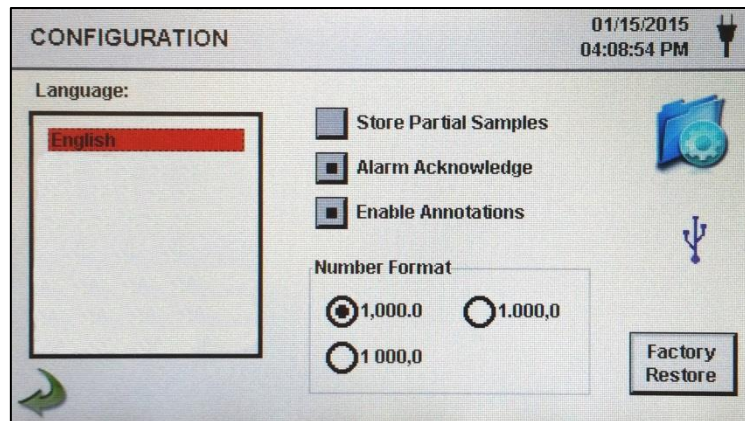 CONFIGURATION
01/15/2015
04:08:54 PM
Language:
English
Store Partial Samples
Alarm Acknowledge
Enable Annotations
Number Format
1,000.0
1.000,0
1 000,0
Factory
Restore